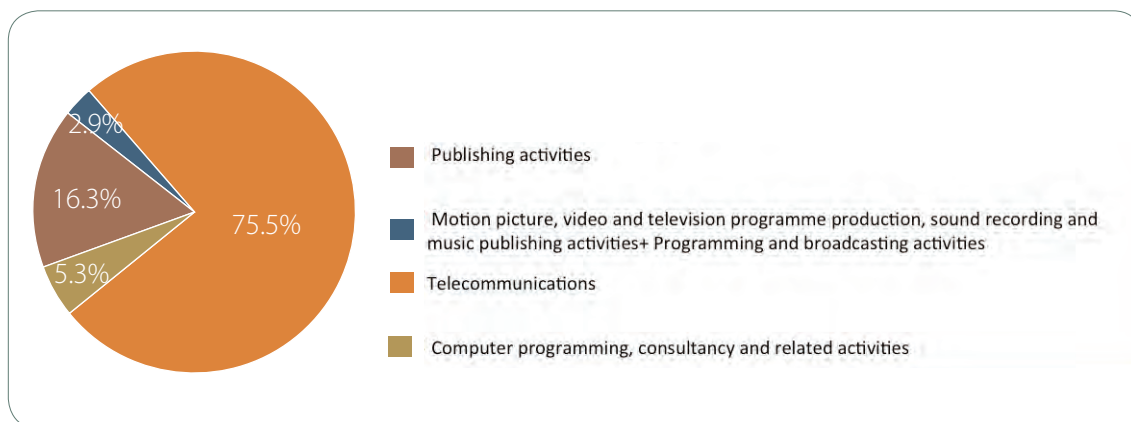 2.9%
16.3%
75.5%
5.3%
Publishing activities
Motion picture, video and television programme production, sound recording and
music publishing activities+ Programming and broadcasting activities
Telecommunications
Computer programming, consultancy and related activities